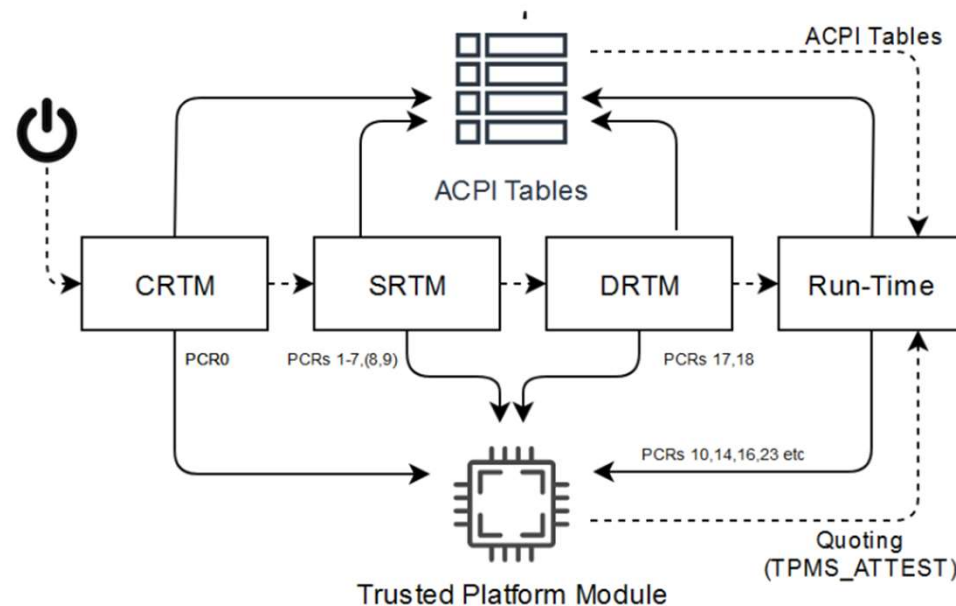 ACPI Tables
ACPI Tables
CRTM
SRTM
DRTM
Run-Time
PCR0
PCRs 1-7,(8,9)
PCRs 17,18
PCRs 10,14,16,23 etc
Quoting
(TPMS_ATTEST)
Trusted Platform Module